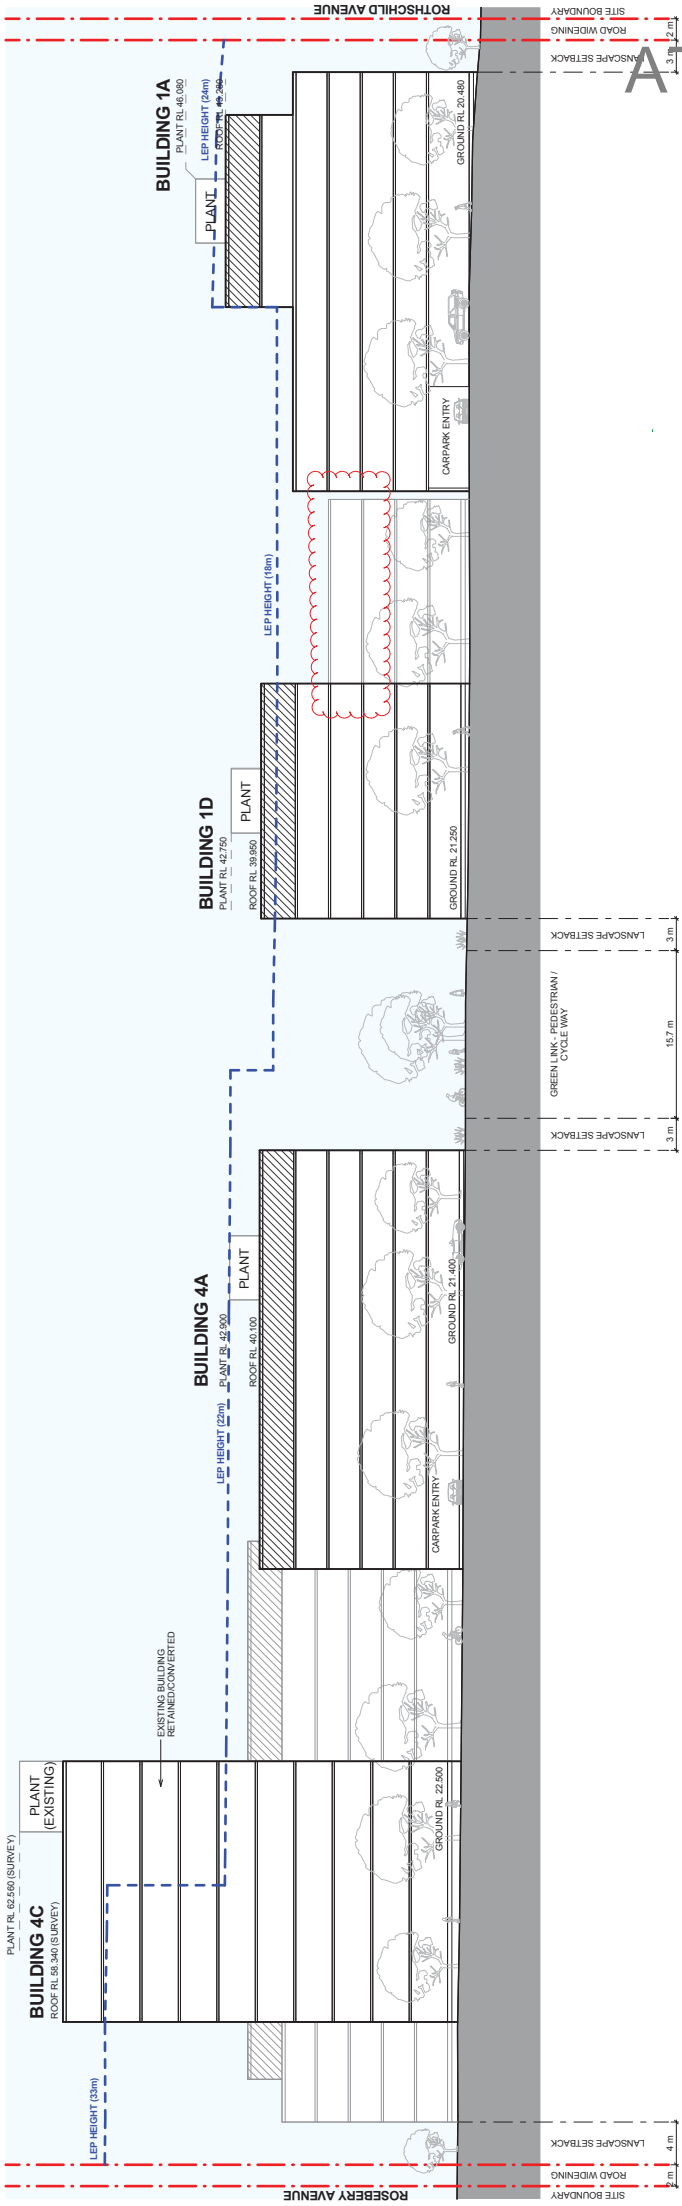 PLANT RL 62.560 (SURVEY)
BUILDING 4C
ROOF RL 58.340 (SURVEY)
PLANT
(EXISTING)
EXISTING BUILDING
RETAINED/CONVERTED
LEP HEIGHT (33m)
GROUND RL 22.500
LEP HEIGHT (22m)
BUILDING 4A
PLANT RL 42.900
ROOF RL 40.100
PLANT
CARPARK ENTRY
GROUND RL 21.400
BUILDING 1D
PLANT RL 42.750
ROOF RL 39.950
PLANT
GROUND RL 21.250
LEP HEIGHT (18m)
BUILDING 1A
PLANT RL 46.080
LEP HEIGHT (24m)
ROOF RL 43.280
PLANT
CARPARK ENTRY
GROUND RL 20.480
ROSEBERY AVENUE
SITE BOUNDARY
ROAD WIDENING
LANSCAPE SETBACK
2 m
4 m
LANSCAPE SETBACK
GREEN LINK - PEDESTRIAN /
CYCLE WAY
LANSCAPE SETBACK
3 m
15.7 m
3 m
ROTHSCHILD AVENUE
LANSCAPE SETBACK
ROAD WIDENING
SITE BOUNDARY
3 m
2 m
A